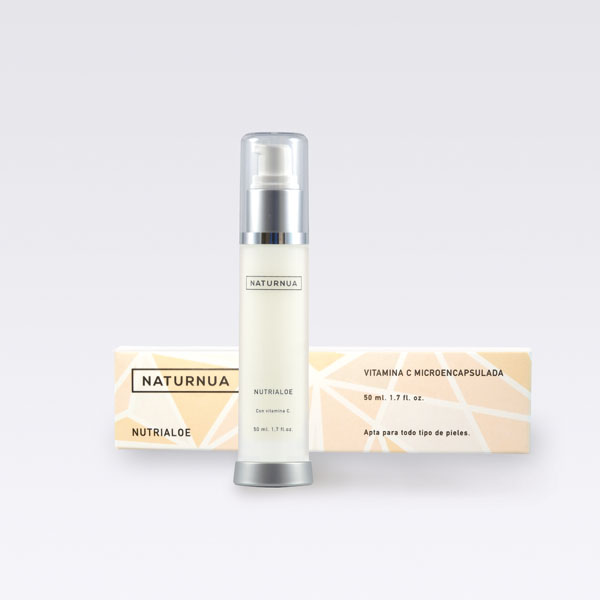 NATURNUA
NUTRIALOE
Con vitamina C.
50 ml. 1.7 fl. oz.
NATURNUA
NUTRIALOE
VITAMINA C MICROENCAPSULADA
50 ml. 1.7 fl. oz.
Apta para todo tipo de pieles.